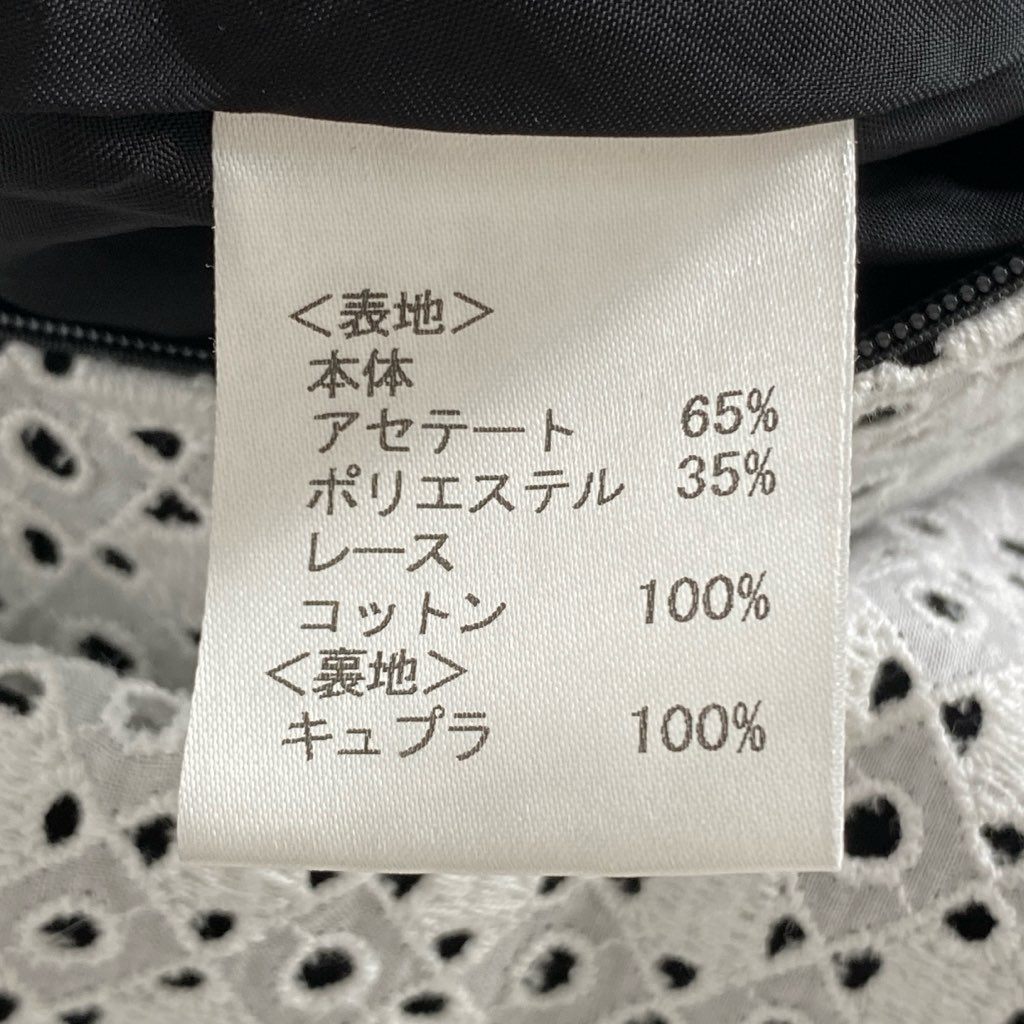 <表地>
本体
アセテート 65%
ポリエステル 35%
レース
コットン 100%
<裏地>
キュプラ 100%